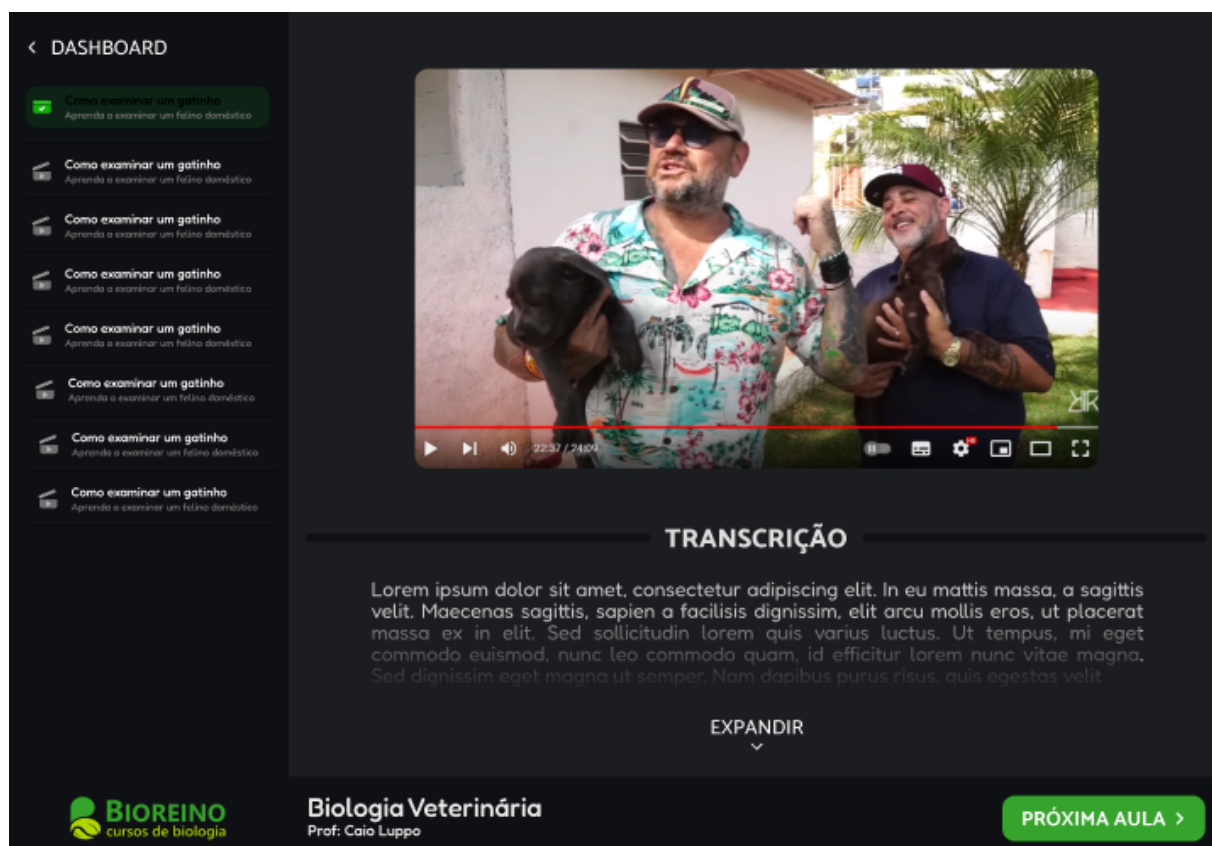 DASHBOARD
Como examinar um gatinho
Aprenda a examinar um felino doméstico
Como examinar um gatinho
Aprenda a examinar um felino doméstico
Como examinar um gatinho
Aprenda a examinar um felino doméstico
Como examinar um gatinho
Aprenda a examinar um felino doméstico
Como examinar um gatinho
Aprenda a examinar um felino doméstico
Como examinar um gatinho
Aprenda a examinar um felino doméstico
Como examinar um gatinho
Aprenda a examinar um felino doméstico
Como examinar um gatinho
Aprenda a examinar um felino doméstico
22:37 / 24:09
HD
TRANSCRIÇÃO
Lorem ipsum dolor sit amet, consectetur adipiscing elit. In eu mattis massa, a sagittis
velit. Maecenas sagittis, sapien a facilisis dignissim, elit arcu mollis eros, ut placerat
massa ex in elit. Sed sollicitudin lorem quis varius luctus. Ut tempus, mi eget
commodo euismod, nunc leo commodo quam, id efficitur lorem nunc vitae magna.
Sed dignissim eget magna ut semper. Nam dapibus purus risus, quis egestas velit
EXPANDIR
BIOREINO
cursos de biologia
Biologia Veterinária
Prof: Caio Luppo
PRÓXIMA AULA >